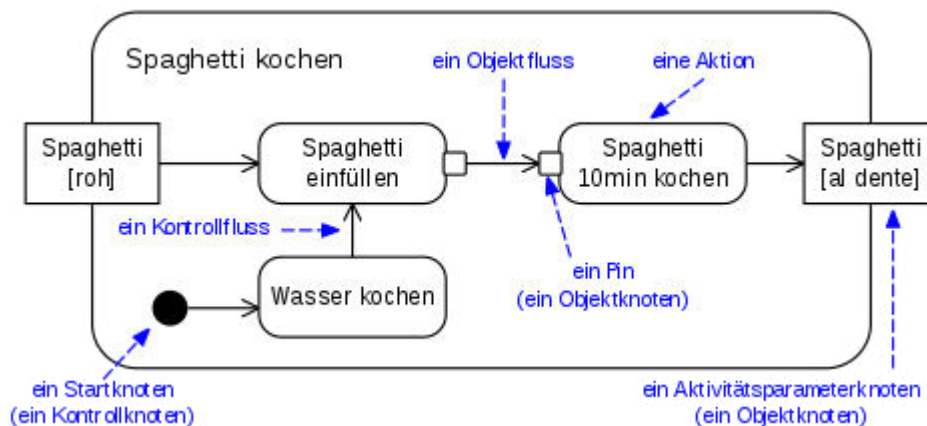 Spaghetti kochen
ein Objektfluss
eine Aktion
Spaghetti
[roh]
Spaghetti
einfüllen
Spaghetti
10min kochen
Spaghetti
[al dente]
ein Kontrollfluss
Wasser kochen
ein Pin
(ein Objektknoten)
ein Startknoten
(ein Kontrollknoten)
ein Aktivitätsparameterknoten
(ein Objektknoten)